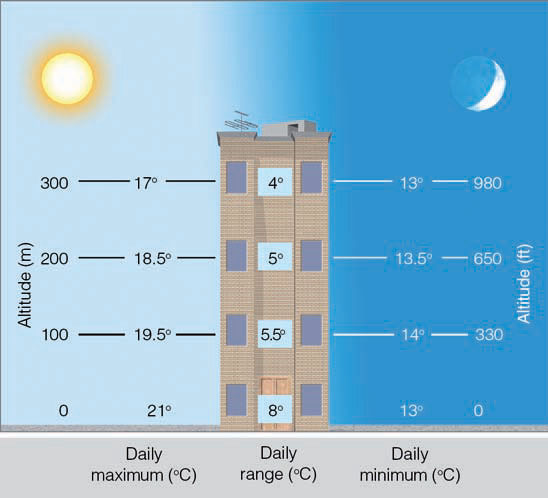 300 17° 4° 13° 980
200 18.5° 5° 13.5° 650
Altitude (m)
Altitude (ft)
100 19.5° 5.5° 14° 330
0 21° 8° 13° 0
Daily Daily Daily
maximum (°C) range (°C) minimum (°C)